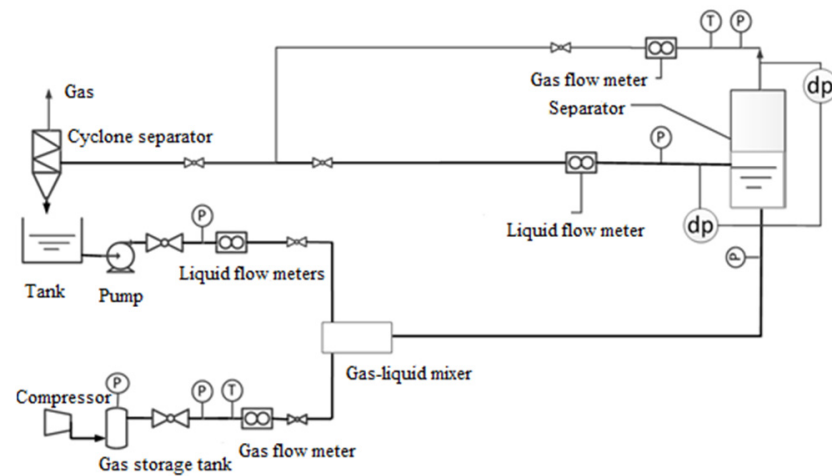 T
P
Gas flow meter
dp
Gas
Separator
Cyclone separator
P
P
Liquid flow meter
dp
Liquid flow meters
Tank
Pump
P
Gas-liquid mixer
P
P
T
Compressor
Gas flow meter
Gas storage tank